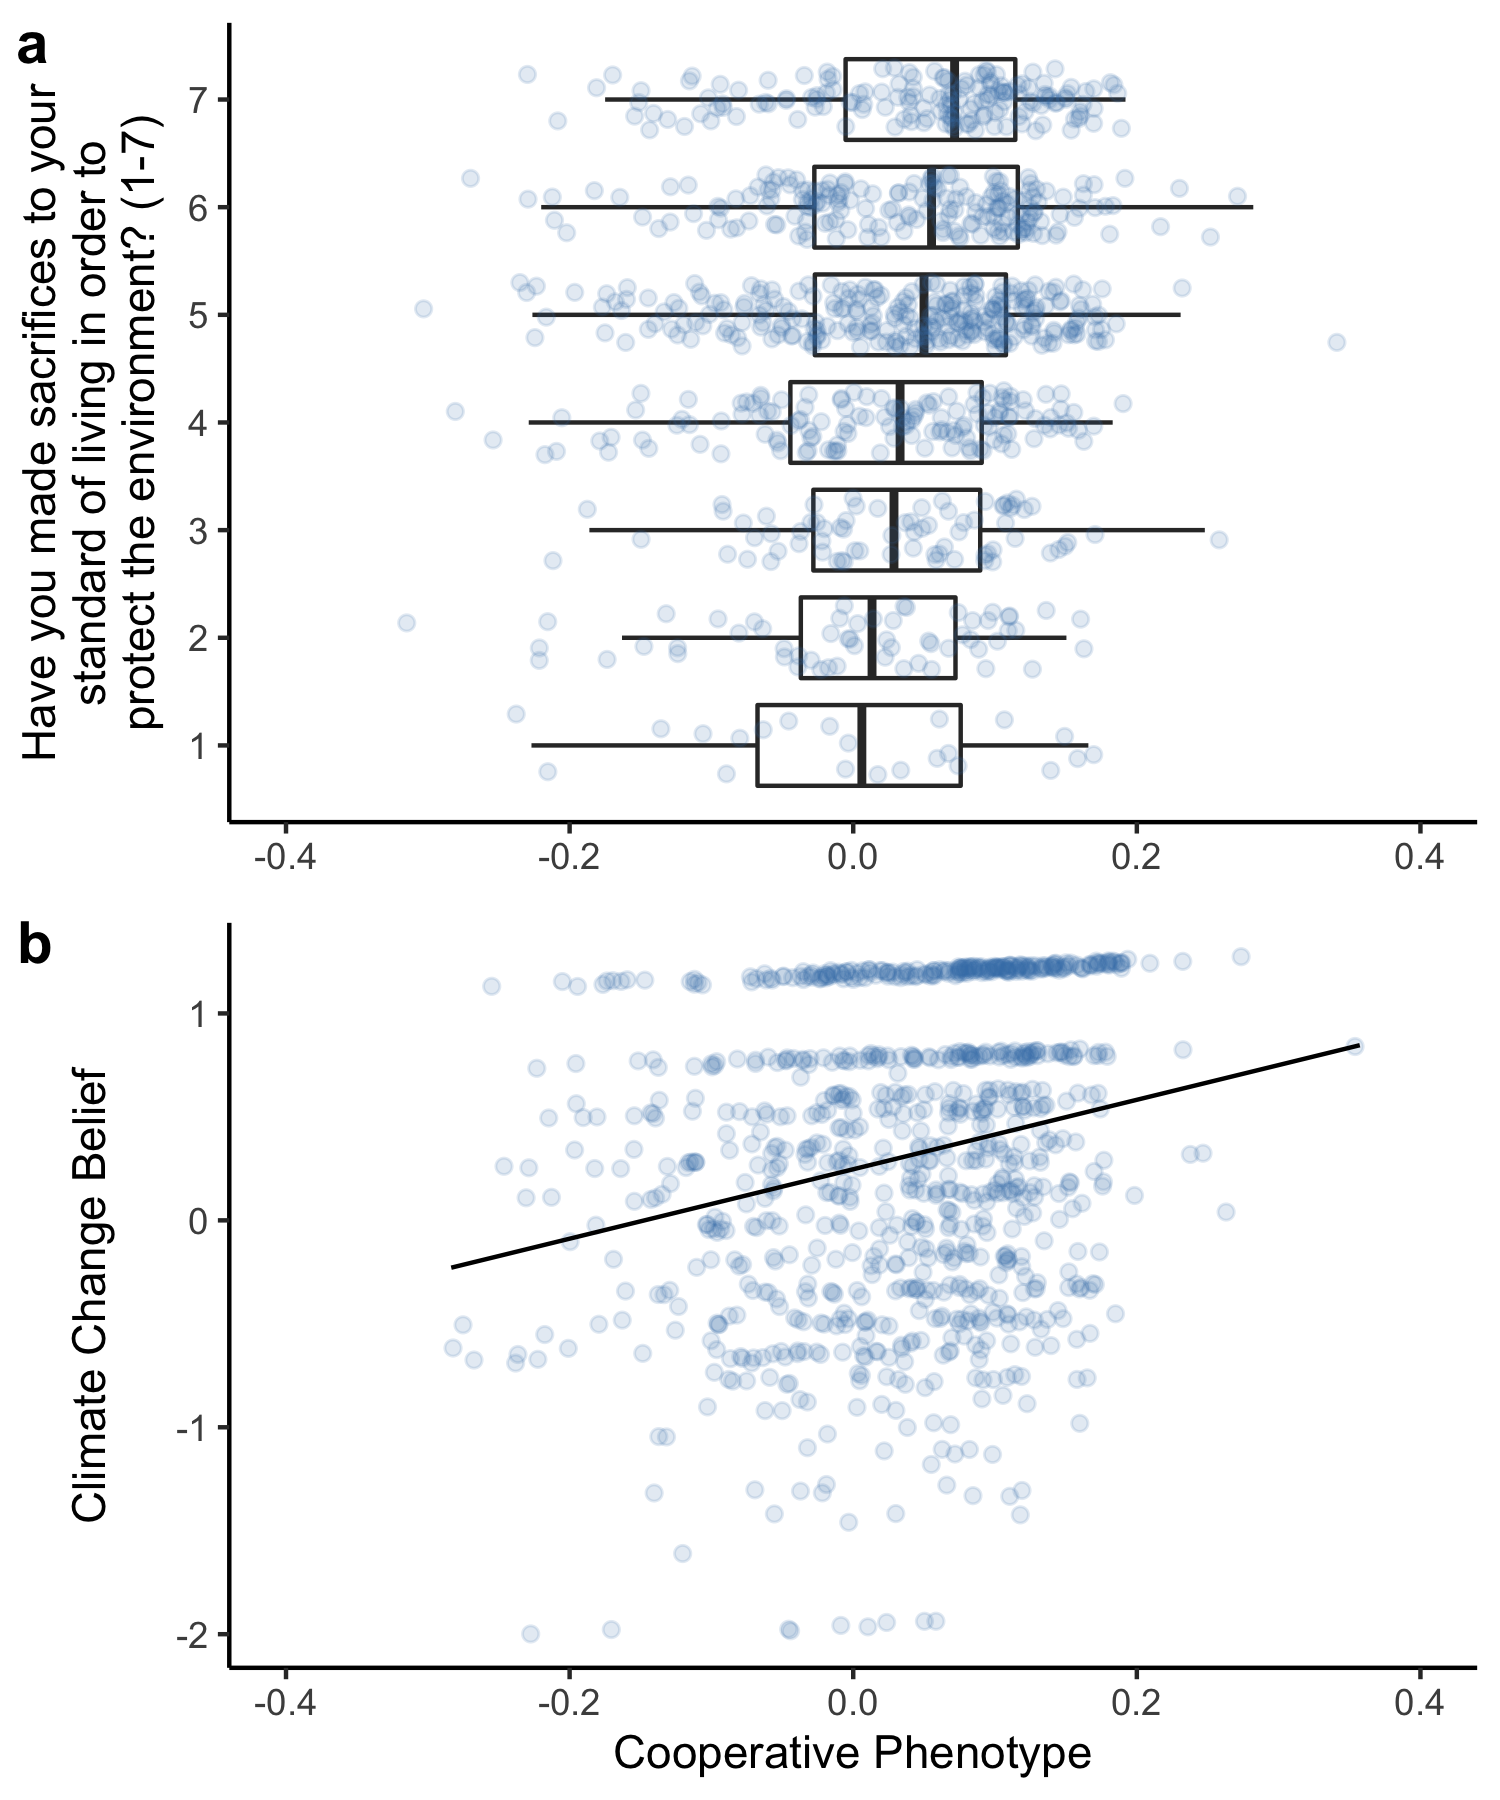 a
Have you made sacrifices to your
standard of living in order to
protect the environment? (1-7)
7
6
5
4
3
2
1
-0.4 -0.2 0.0 0.2 0.4
b
Climate Change Belief
1
0
-1
-2
-0.4 -0.2 0.0 0.2 0.4
Cooperative Phenotype